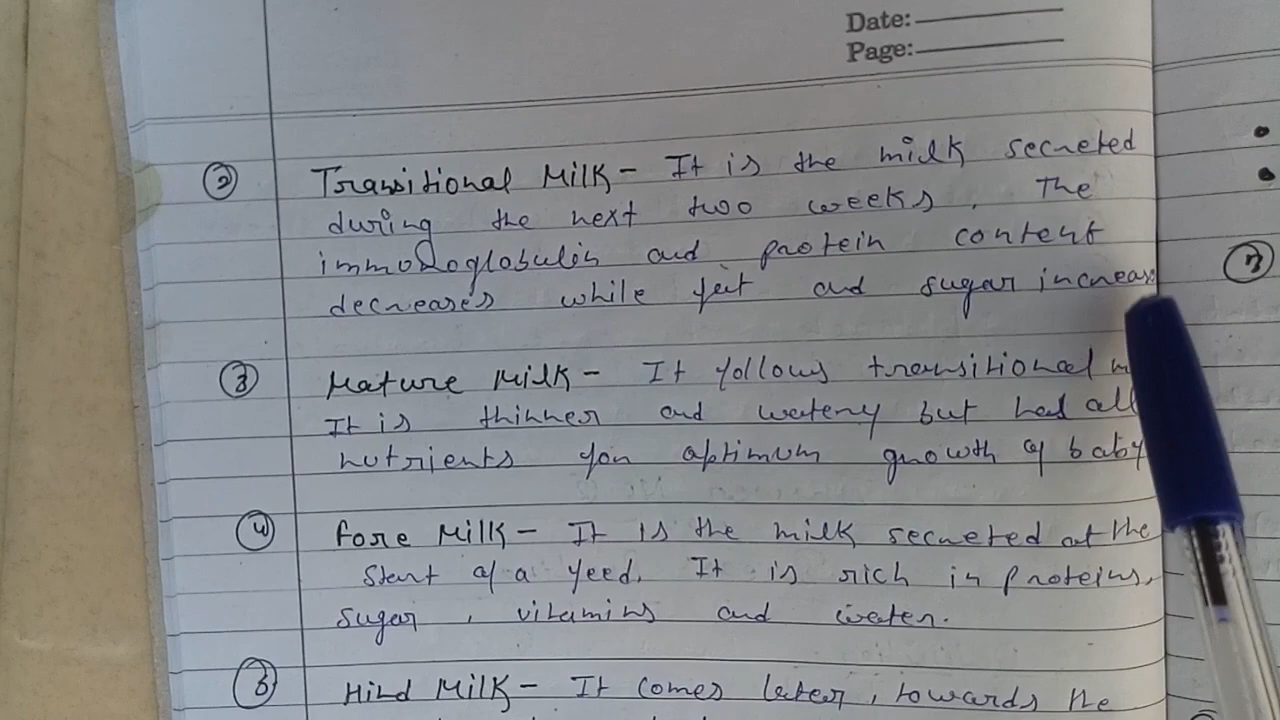 Date:
Page:
② Transitional Milk - It is the milk secreted
during the next two weeks. The
immunoglobulin and protein content
decreases while fat and sugar increas
③ Mature Milk - It follows transitional
It is thinner and watery but had all
nutrients for optimum growth of baby
④ Fore Milk - It is the milk secreted at the
start of a feed. It is rich in proteins,
sugar, vitamins and water.
⑤ Hind Milk - It comes later, towards the